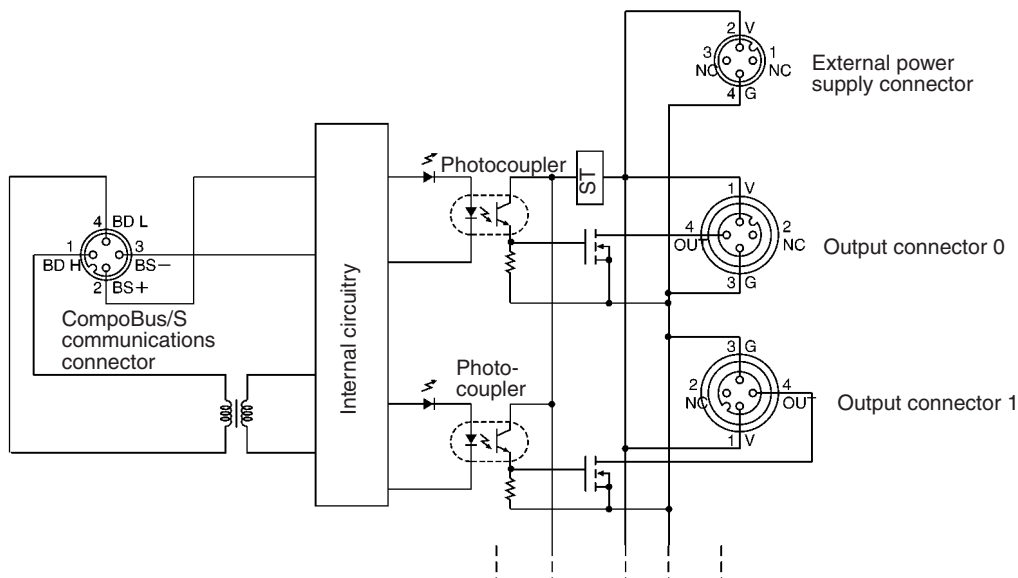 2 V
3
NC
1
NC
4 G
External power
supply connector
Photocoupler
ST
1 V
4
OUT
2
NC
3 G
Output connector 0
4 BD L
1
BD H
3
BS−
2 BS+
CompoBus/S
communications
connector
Internal circuitry
Photo-
coupler
3 G
2
NC
4
OUT
1 V
Output connector 1